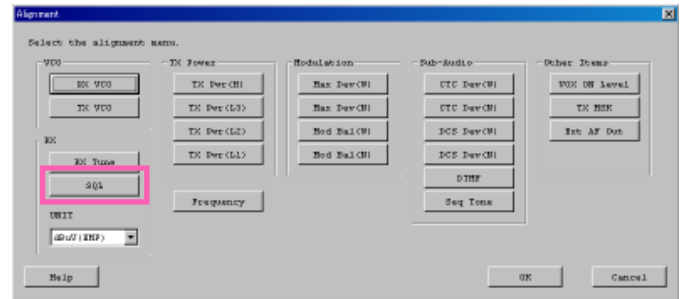 Alignment
Select the alignment menu.
VCO
RX VCO
TX VCO
RX
RX Tune
SQL
UNIT
dBuV(EMF)
TX Power
TX Pwr(H)
TX Pwr(L3)
TX Pwr(L2)
TX Pwr(L1)
Frequency
Modulation
Max Dev(W)
Max Dev(N)
Mod Bal(W)
Mod Bal(N)
Sub-Audio
CTC Dev(W)
CTC Dev(N)
DCS Dev(W)
DCS Dev(N)
DTMF
Seq Tone
Other Items
VOX ON Level
TX MSK
Ext AF Out
Help
OK
Cancel